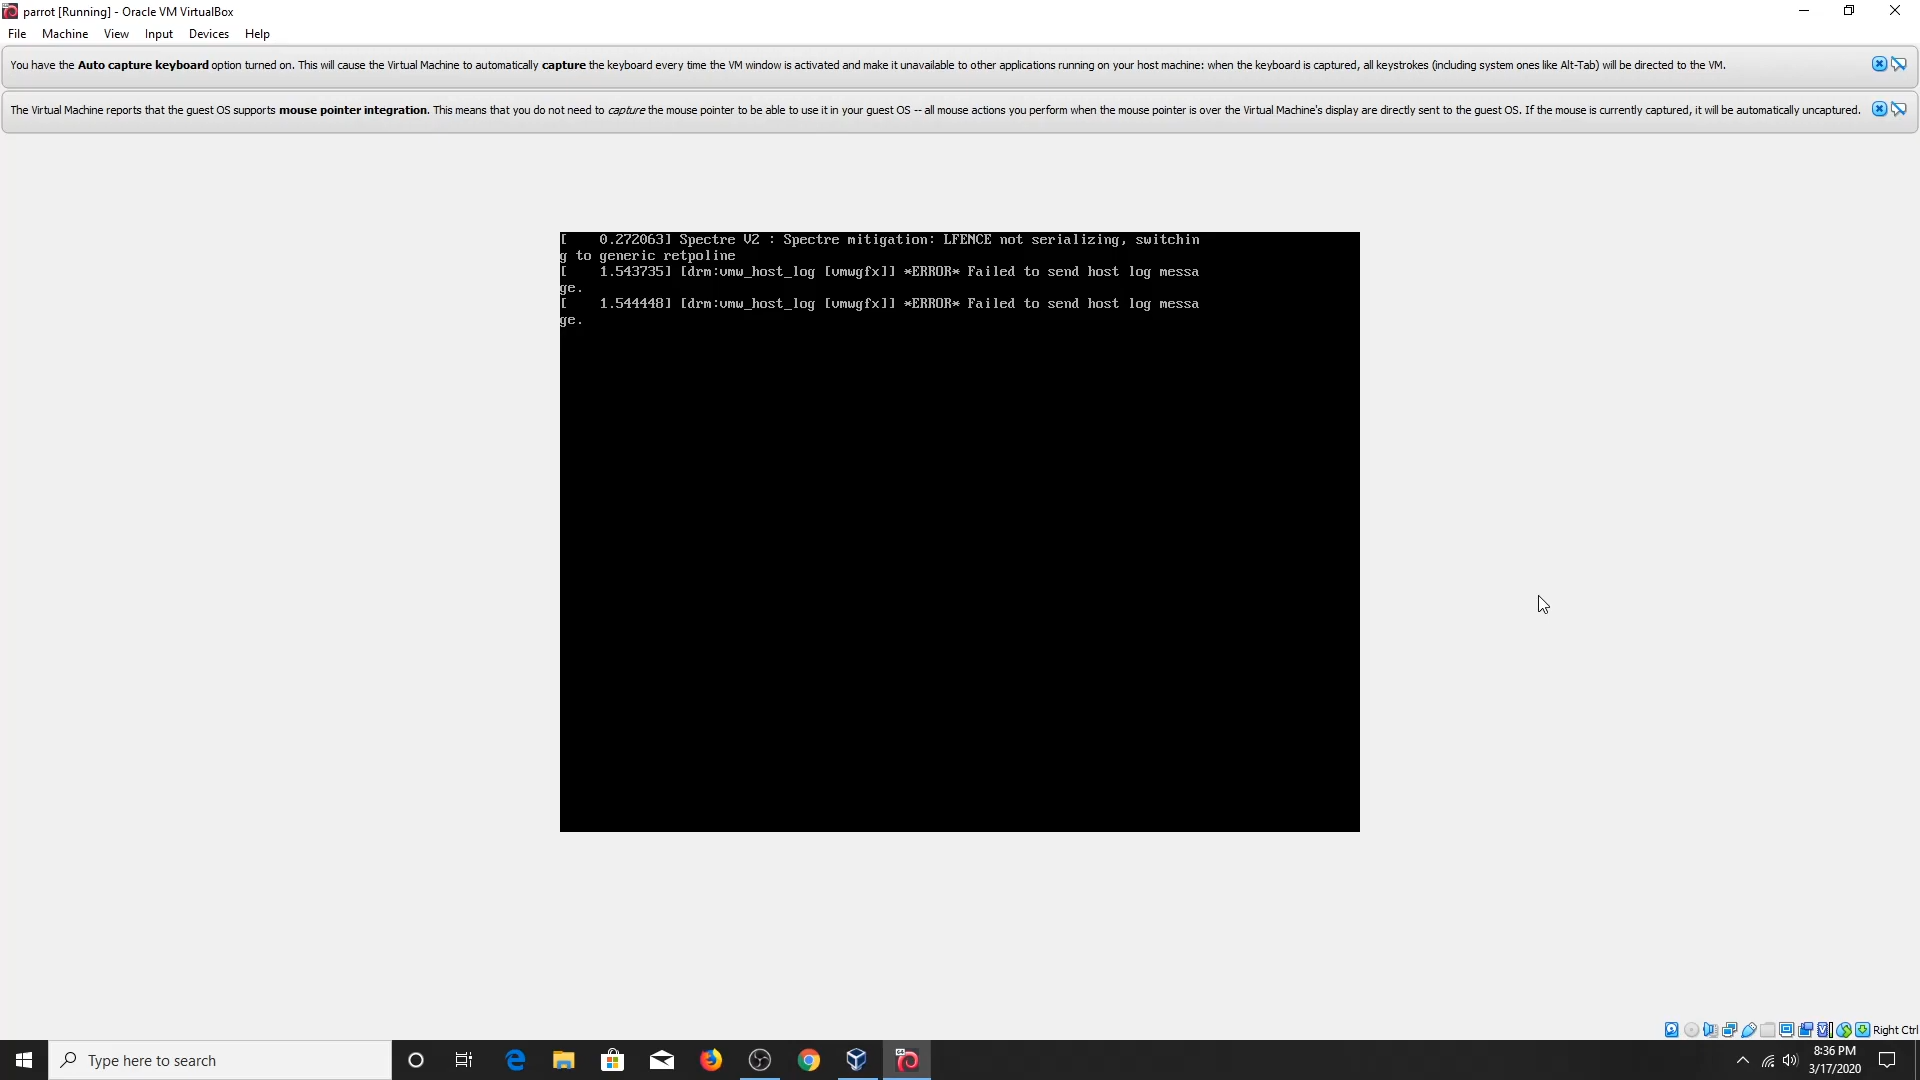 parrot [Running] - Oracle VM VirtualBox
File Machine View Input Devices Help
You have the Auto capture keyboard option turned on. This will cause the Virtual Machine to automatically capture the keyboard every time the VM window is activated and make it unavailable to other applications running on your host machine: when the keyboard is captured, all keystrokes (including system ones like Alt-Tab) will be directed to the VM.
The Virtual Machine reports that the guest OS supports mouse pointer integration. This means that you do not need to capture the mouse pointer to be able to use it in your guest OS -- all mouse actions you perform when the mouse pointer is over the Virtual Machine's display are directly sent to the guest OS. If the mouse is currently captured, it will be automatically uncaptured.
[    0.272063] Spectre V2 : Spectre mitigation: LFENCE not serializing, switchin
g to generic retpoline
[    1.543735] [drm:vmw_host_log [vmwgfx]] *ERROR* Failed to send host log messa
ge.
[    1.544448] [drm:vmw_host_log [vmwgfx]] *ERROR* Failed to send host log messa
ge.
Right Ctrl
Type here to search
8:36 PM
3/17/2020